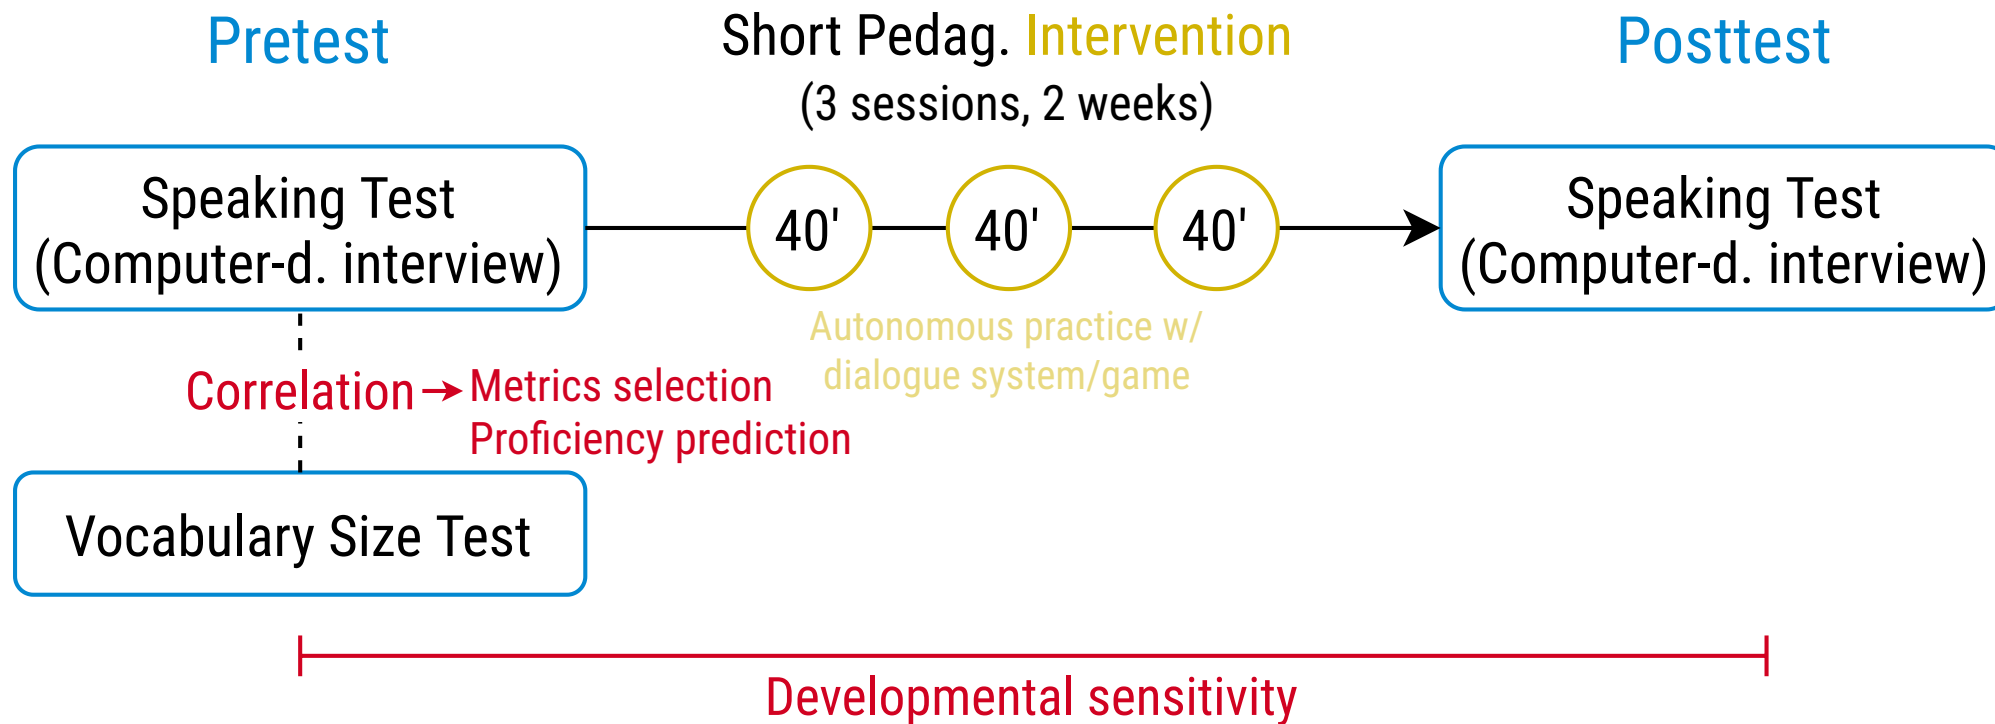 Pretest
Short Pedag. Intervention
(3 sessions, 2 weeks)
Posttest
Speaking Test
(Computer-d. interview)
40'
40'
40'
Speaking Test
(Computer-d. interview)
Autonomous practice w/
dialogue system/game
Correlation
Metrics selection
Proficiency prediction
Vocabulary Size Test
Developmental sensitivity